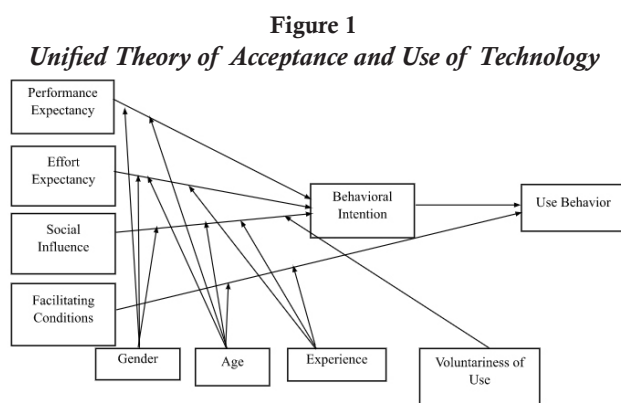 Figure 1
Unified Theory of Acceptance and Use of Technology
Performance
Expectancy
Effort
Expectancy
Social
Influence
Facilitating
Conditions
Behavioral
Intention
Use Behavior
Gender
Age
Experience
Voluntariness of
Use